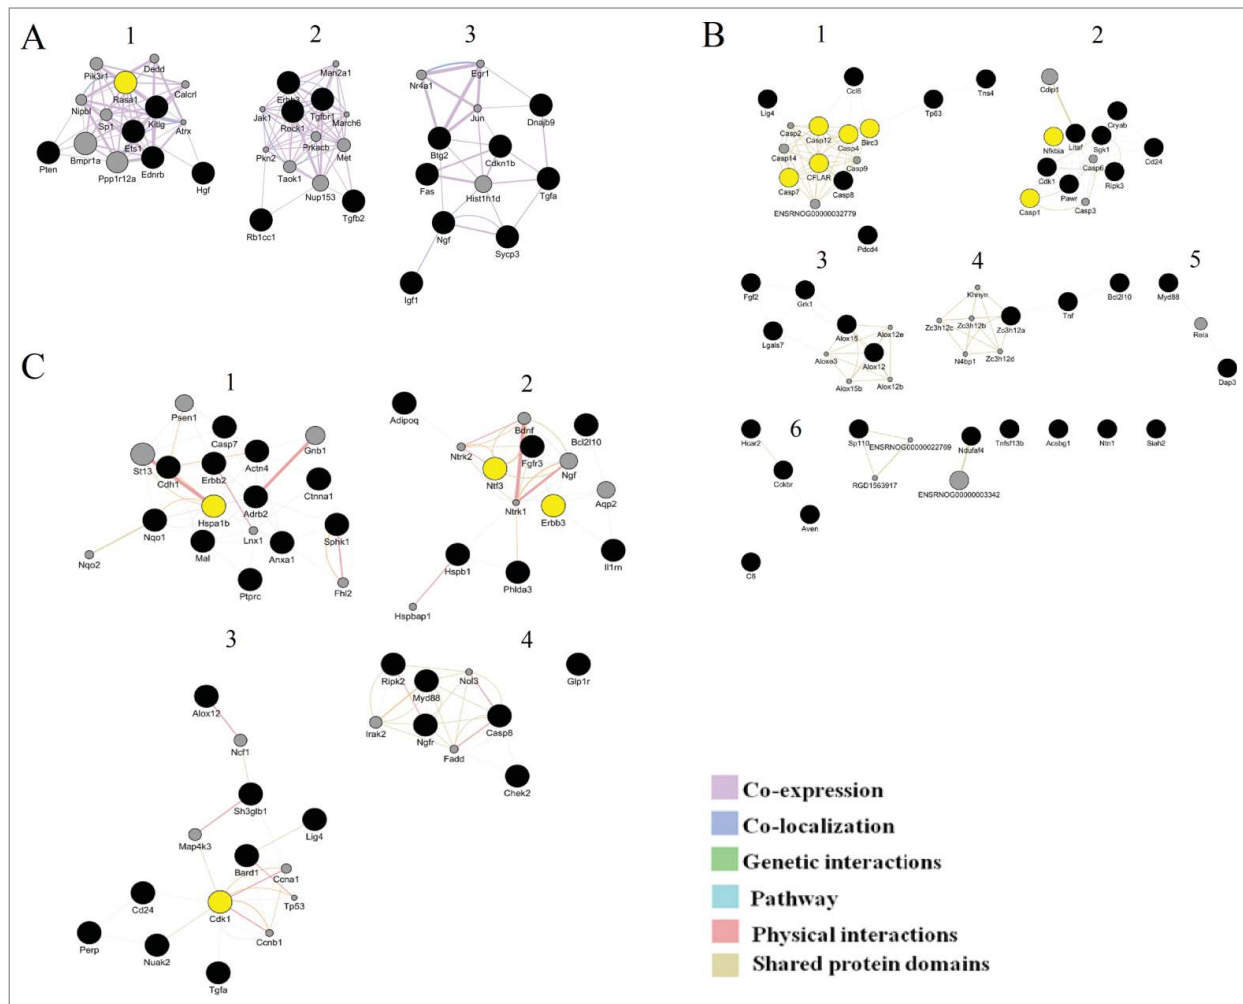 A
1
2
3
Dedd
Pik3r1
Rasa1
Calcrl
Nipbl
Kitlg
Sp1
Atrx
Ets1
Pten
Bmpr1a
Ppp1r12a
Ednrb
Hgf
Man2a1
Erbb3
Tgfbr1
Jak1
Rock1
March6
Prkacb
Pkn2
Met
Taok1
Nup153
Tgfb2
Rb1cc1
Nr4a1
Egr1
Jun
Dnajb9
Btg2
Cdkn1b
Fas
Hist1h1d
Tgfa
Ngf
Sycp3
Igf1
B
1
2
Ccl6
Tns4
Lig4
Tp63
Casp2
Casp12
Casp4
Birc3
Casp14
Casp9
CFLAR
Casp7
Casp8
ENSRNOG00000032779
Pdcd4
Cdip1
Cryab
Nfkbia
Litaf
Sgk1
Cd24
Cdk1
Casp6
Ripk3
Pawr
Casp1
Casp3
3
4
5
Fgf2
Grk1
Lgals7
Alox15
Alox12e
Aloxe3
Alox12
Alox15b
Alox12b
Khnyn
Zc3h12c
Zc3h12b
Zc3h12a
N4bp1
Zc3h12d
Tnf
Bcl2l10
Myd88
Rela
Dap3
6
Hcar2
Cckbr
Aven
C6
Sp110
ENSRNOG00000022769
RGD1563917
Ndufaf4
ENSRNOG00000003342
Tnfsf13b
Acsbg1
Ntn1
Siah2
C
1
2
Psen1
Casp7
Gnb1
St13
Cdh1
Erbb2
Actn4
Ctnna1
Hspa1b
Adrb2
Nqo1
Lnx1
Sphk1
Mal
Anxa1
Nqo2
Ptprc
Fhl2
Adipoq
Bdnf
Bcl2l10
Ntrk2
Fgfr3
Ngf
Ntf3
Aqp2
Ntrk1
Erbb3
Il1rn
Hspb1
Phlda3
Hspbap1
3
4
Alox12
Ncf1
Sh3glb1
Lig4
Map4k3
Bard1
Ccna1
Tp53
Cd24
Cdk1
Perp
Nuak2
Ccnb1
Tgfa
Ripk2
Nol3
Glp1r
Myd88
Irak2
Ngfr
Casp8
Fadd
Chek2
Co-expression
Co-localization
Genetic interactions
Pathway
Physical interactions
Shared protein domains